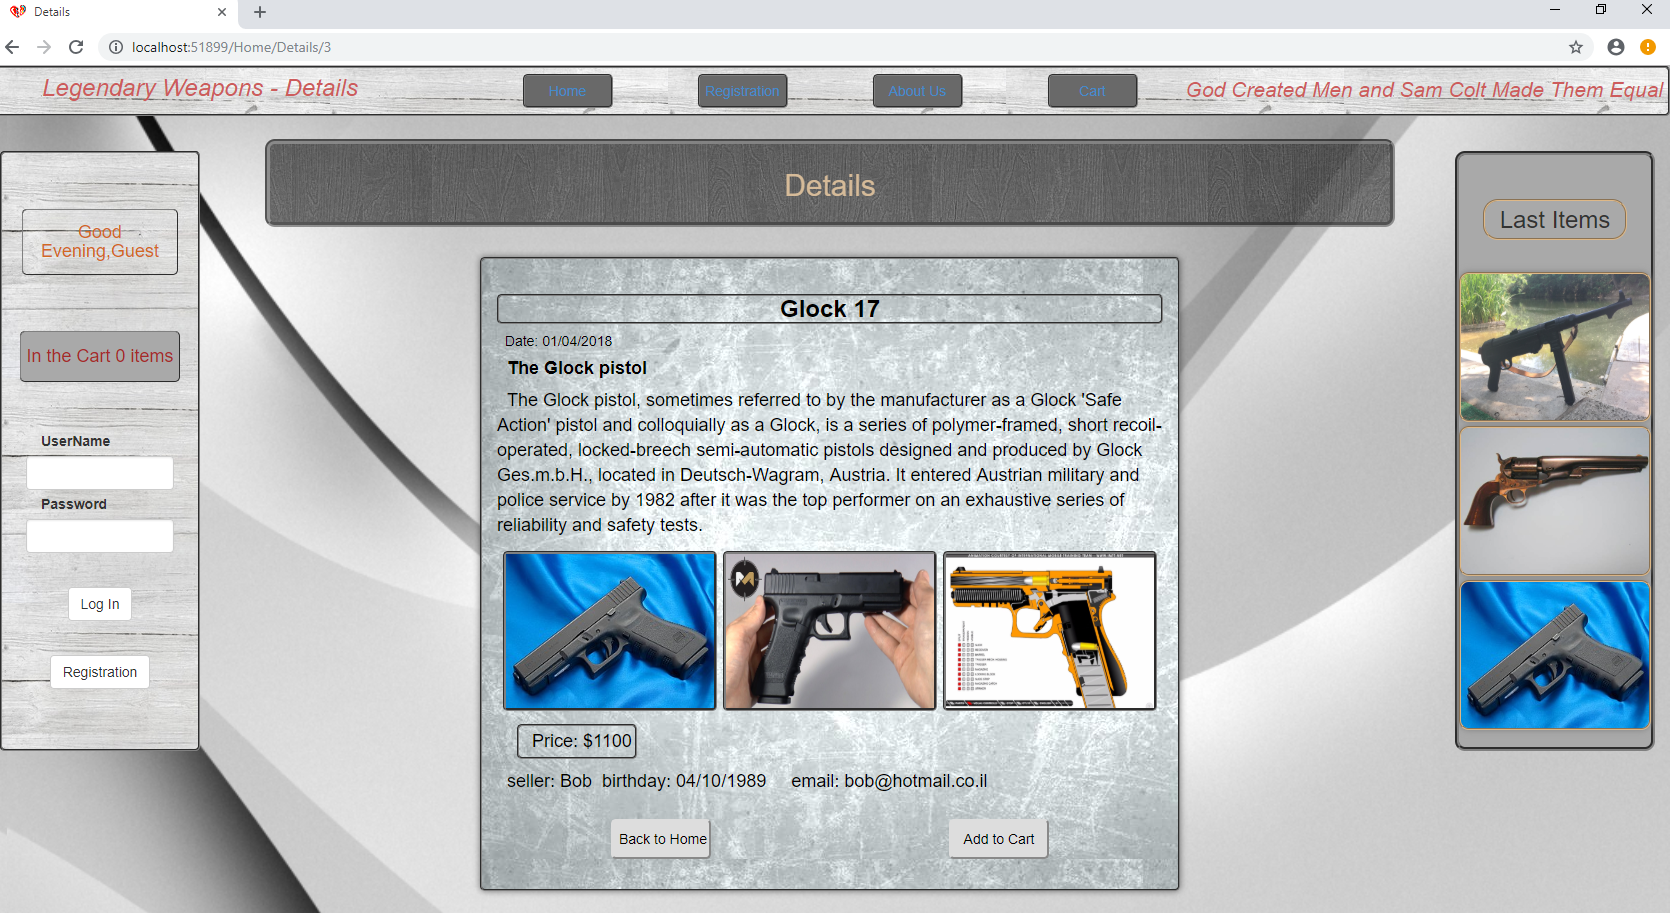 Details
localhost:51899/Home/Details/3
Legendary Weapons - Details
Home
Registration
About Us
Cart
God Created Men and Sam Colt Made Them Equal
Details
Good
Evening,Guest
In the Cart 0 items
UserName
Password
Log In
Registration
Glock 17
Date: 01/04/2018
The Glock pistol
The Glock pistol, sometimes referred to by the manufacturer as a Glock 'Safe
Action' pistol and colloquially as a Glock, is a series of polymer-framed, short recoil-
operated, locked-breech semi-automatic pistols designed and produced by Glock
Ges.m.b.H., located in Deutsch-Wagram, Austria. It entered Austrian military and
police service by 1982 after it was the top performer on an exhaustive series of
reliability and safety tests.
Price: $1100
seller: Bob birthday: 04/10/1989 email: bob@hotmail.co.il
Back to Home
Add to Cart
Last Items